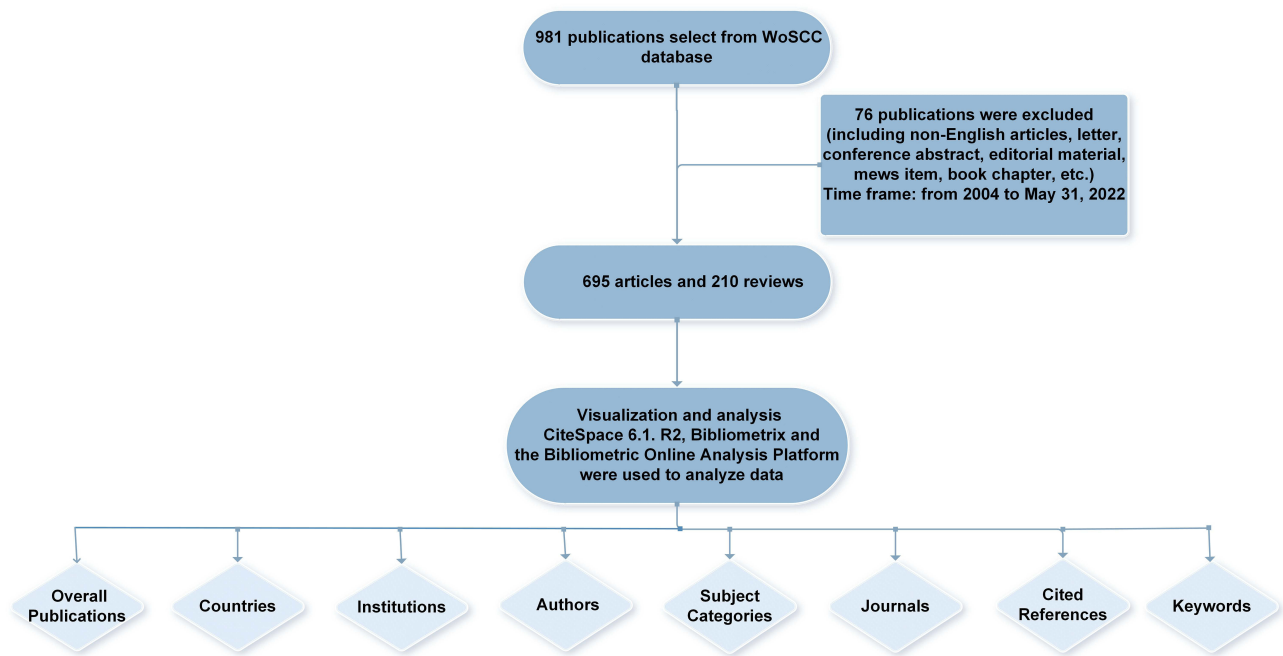 981 publications select from WoSCC
database
76 publications were excluded
(including non-English articles, letter,
conference abstract, editorial material,
mews item, book chapter, etc.)
Time frame: from 2004 to May 31, 2022
695 articles and 210 reviews
Visualization and analysis
CiteSpace 6.1. R2, Bibliometrix and
the Bibliometric Online Analysis Platform
were used to analyze data
Overall
Publications
Countries
Institutions
Authors
Subject
Categories
Journals
Cited
References
Keywords